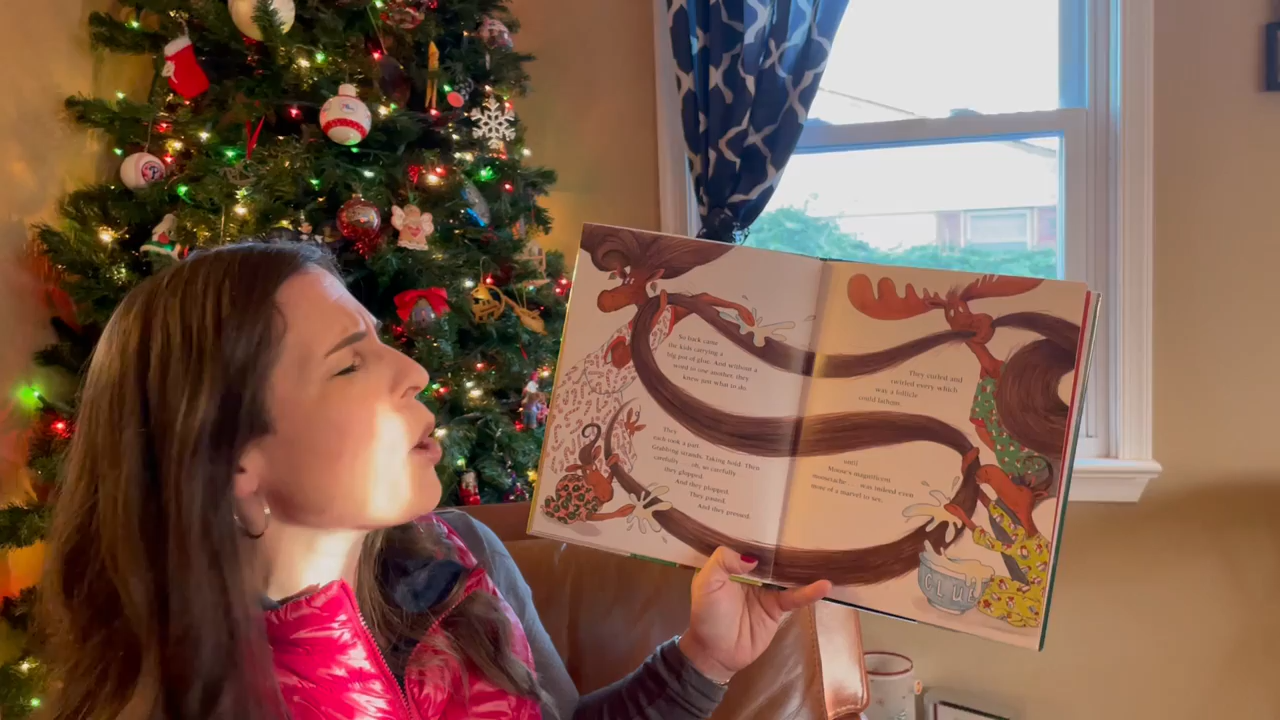 So back came
the kids carrying a
big pot of glue. And without a
word to one another, they
knew just what to do.
They
each took a part.
Grabbing strands. Taking hold. Then
carefully . . . oh, so carefully
they glopped.
And they plopped.
They pasted.
And they pressed.
They curled and
twirled every which
way a follicle
could fathom,
until
Moose's magnificent
moustache . . . was indeed even
more of a marvel to see.
GLUE